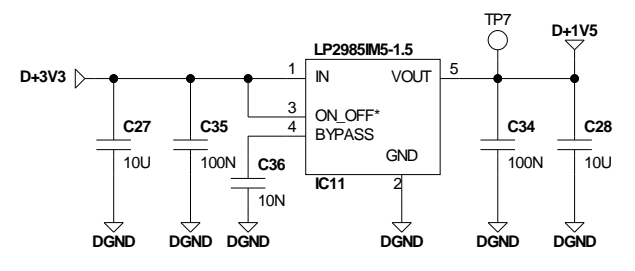 TP7
D+1V5
LP2985IM5-1.5
D+3V3
1
IN
VOUT
5
3
ON_OFF*
4
BYPASS
C27
C35
C36
C34
C28
10U
100N
10N
100N
10U
GND
IC11
2
DGND
DGND
DGND
DGND
DGND
DGND